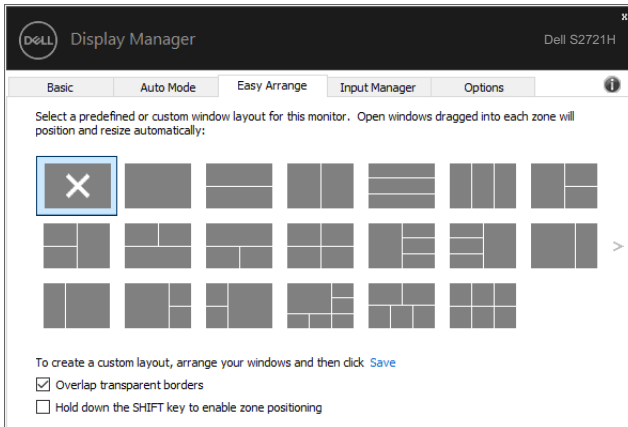 x
DELL Display Manager Dell S2721H
Basic Auto Mode Easy Arrange Input Manager Options
Select a predefined or custom window layout for this monitor. Open windows dragged into each zone will
position and resize automatically:
To create a custom layout, arrange your windows and then click Save
Overlap transparent borders
Hold down the SHIFT key to enable zone positioning